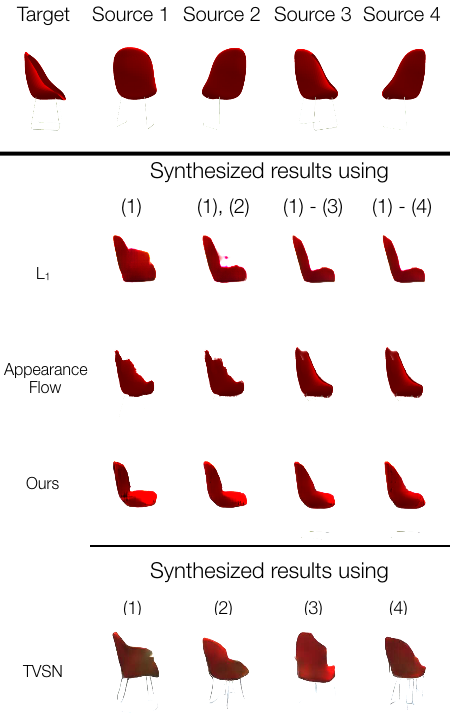 Target Source 1 Source 2 Source 3 Source 4
Synthesized results using
(1) (1), (2) (1) - (3) (1) - (4)
L₁
Appearance
Flow
Ours
Synthesized results using
(1) (2) (3) (4)
TVSN